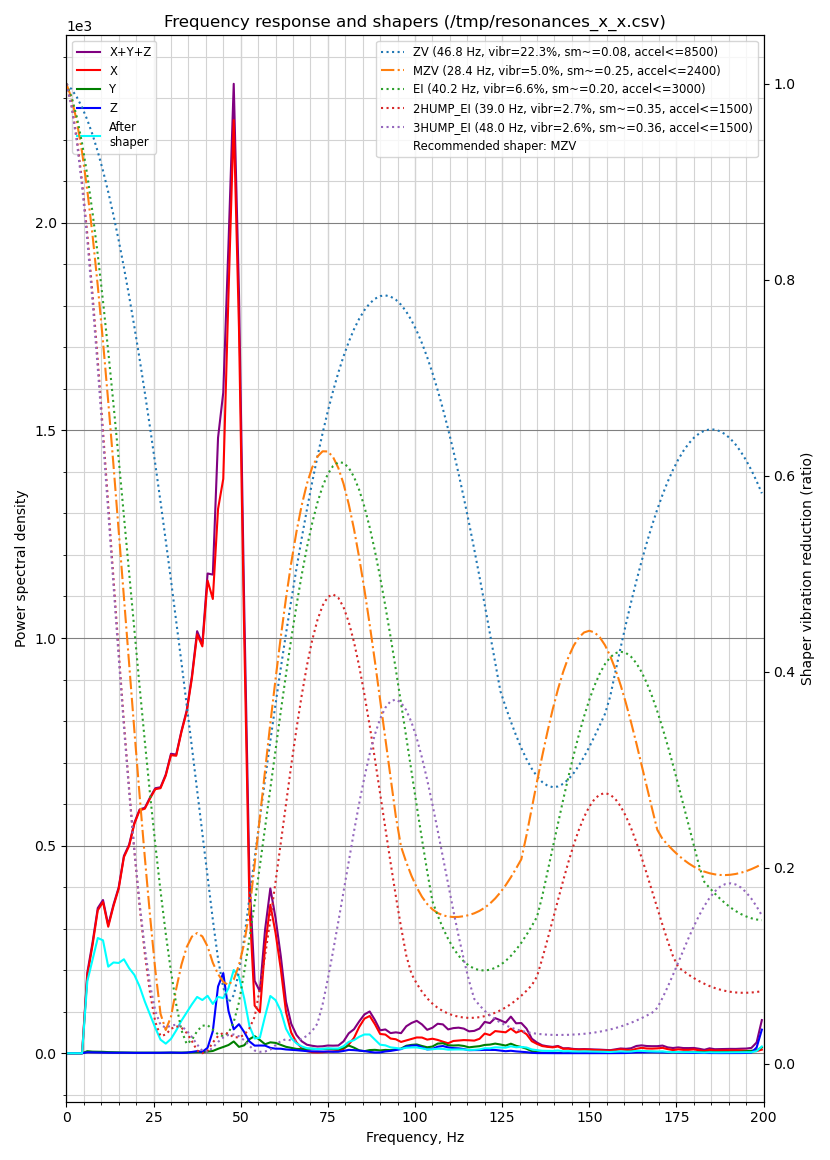 Frequency response and shapers (/tmp/resonances_x_x.csv)
1e3
X+Y+Z
X
Y
Z
After
shaper
ZV (46.8 Hz, vibr=22.3%, sm~=0.08, accel<=8500)
MZV (28.4 Hz, vibr=5.0%, sm~=0.25, accel<=2400)
EI (40.2 Hz, vibr=6.6%, sm~=0.20, accel<=3000)
2HUMP_EI (39.0 Hz, vibr=2.7%, sm~=0.35, accel<=1500)
3HUMP_EI (48.0 Hz, vibr=2.6%, sm~=0.36, accel<=1500)
Recommended shaper: MZV
Power spectral density
2.0
1.5
1.0
0.5
0.0
1.0
0.8
0.6
0.4
0.2
0.0
Shaper vibration reduction (ratio)
0 25 50 75 100 125 150 175 200
Frequency, Hz